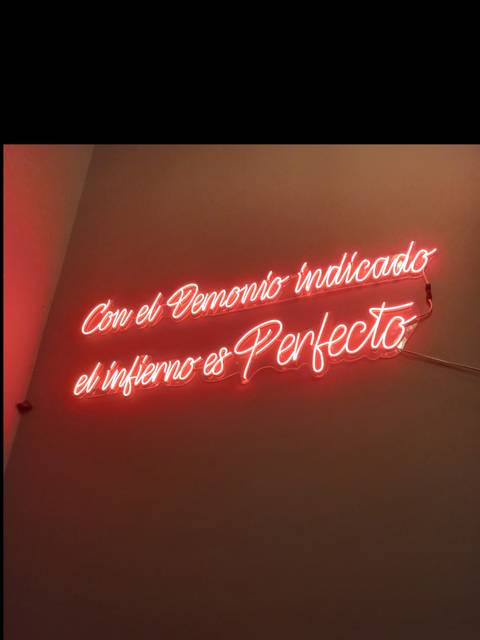 Con el Demonio indicado
el infierno es Perfecto